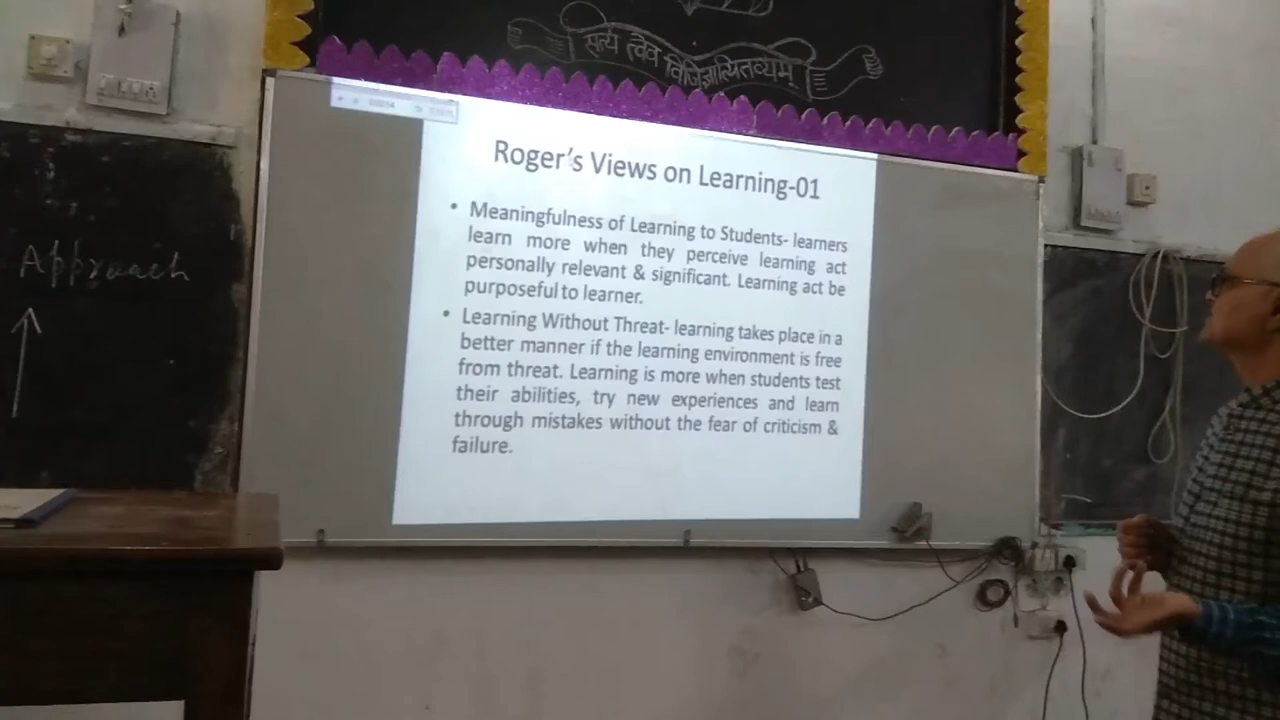 सत्यं त्वेव
विजिज्ञासितव्यम्
Approach
Roger's Views on Learning-01
• Meaningfulness of Learning to Students- learners
learn more when they perceive learning act
personally relevant & significant. Learning act be
purposeful to learner.
• Learning Without Threat- learning takes place in a
better manner if the learning environment is free
from threat. Learning is more when students test
their abilities, try new experiences and learn
through mistakes without the fear of criticism &
failure.